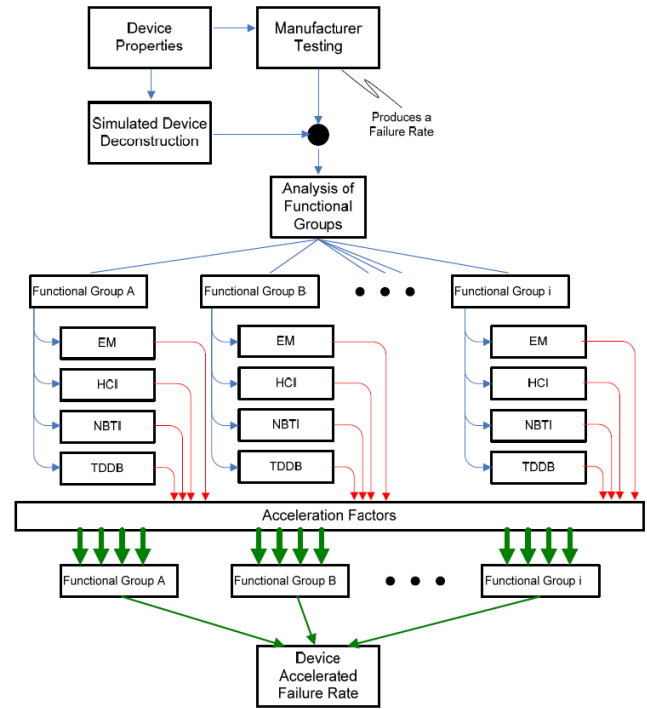 Device
Properties
Manufacturer
Testing
Simulated Device
Deconstruction
Produces a
Failure Rate
Analysis of
Functional
Groups
Functional Group A
Functional Group B
Functional Group i
EM
HCI
NBTI
TDDB
EM
HCI
NBTI
TDDB
EM
HCI
NBTI
TDDB
Acceleration Factors
Functional Group A
Functional Group B
Functional Group i
Device
Accelerated
Failure Rate